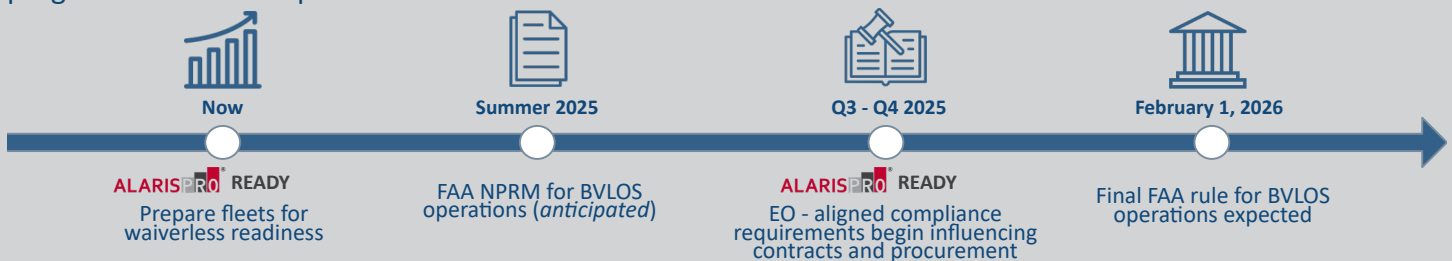 Now
Summer 2025
Q3 - Q4 2025
February 1, 2026
ALARISPRO® READY
Prepare fleets for
waiverless readiness
FAA NPRM for BVLOS
operations (anticipated)
ALARISPRO® READY
EO - aligned compliance
requirements begin influencing
contracts and procurement
Final FAA rule for BVLOS
operations expected